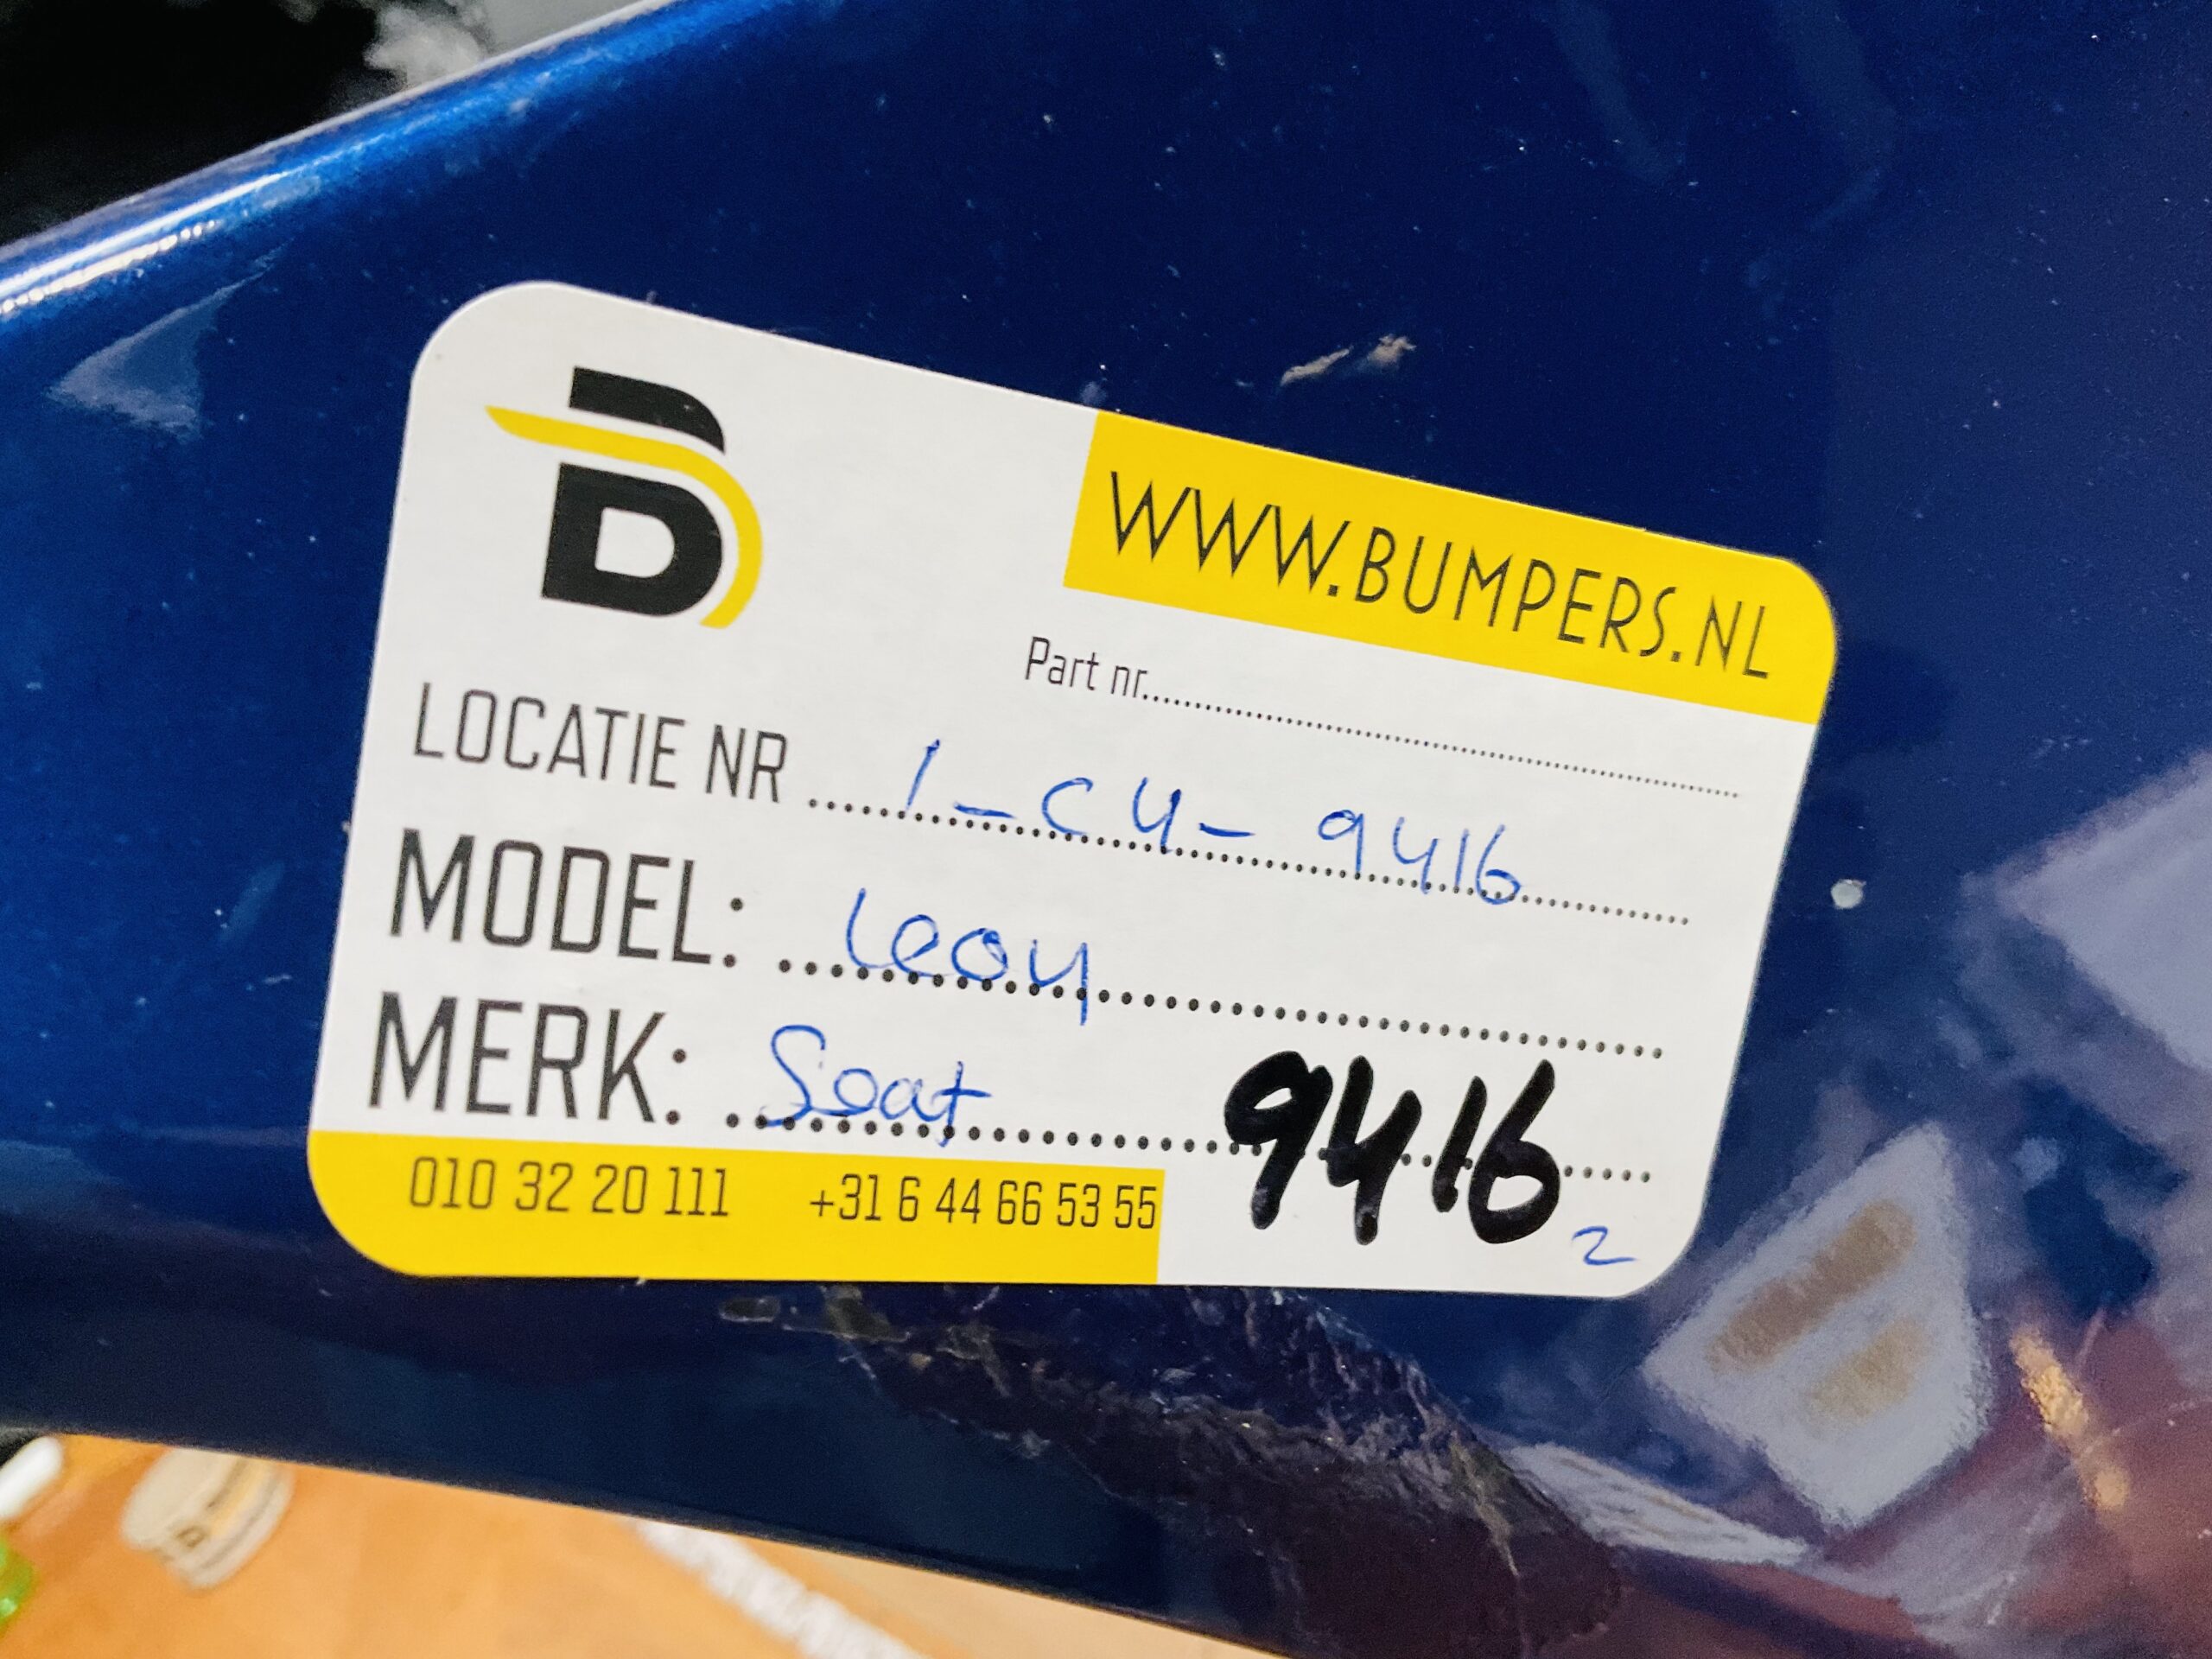 B
WWW.BUMPERS.NL
Part nr..........
LOCATIE NR .......... 1-C4-9416
MODEL: .......... leon
MERK: .......... Seat
9416
2
010 32 20 111 +31 6 44 66 53 55